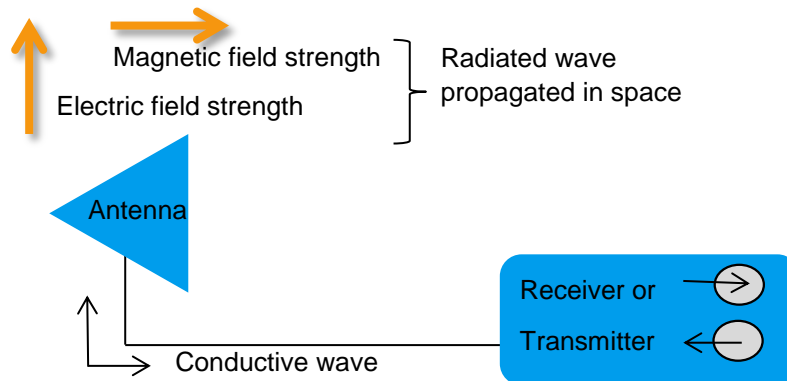 Magnetic field strength
Electric field strength
Radiated wave
propagated in space
Antenna
Receiver or
Transmitter
Conductive wave